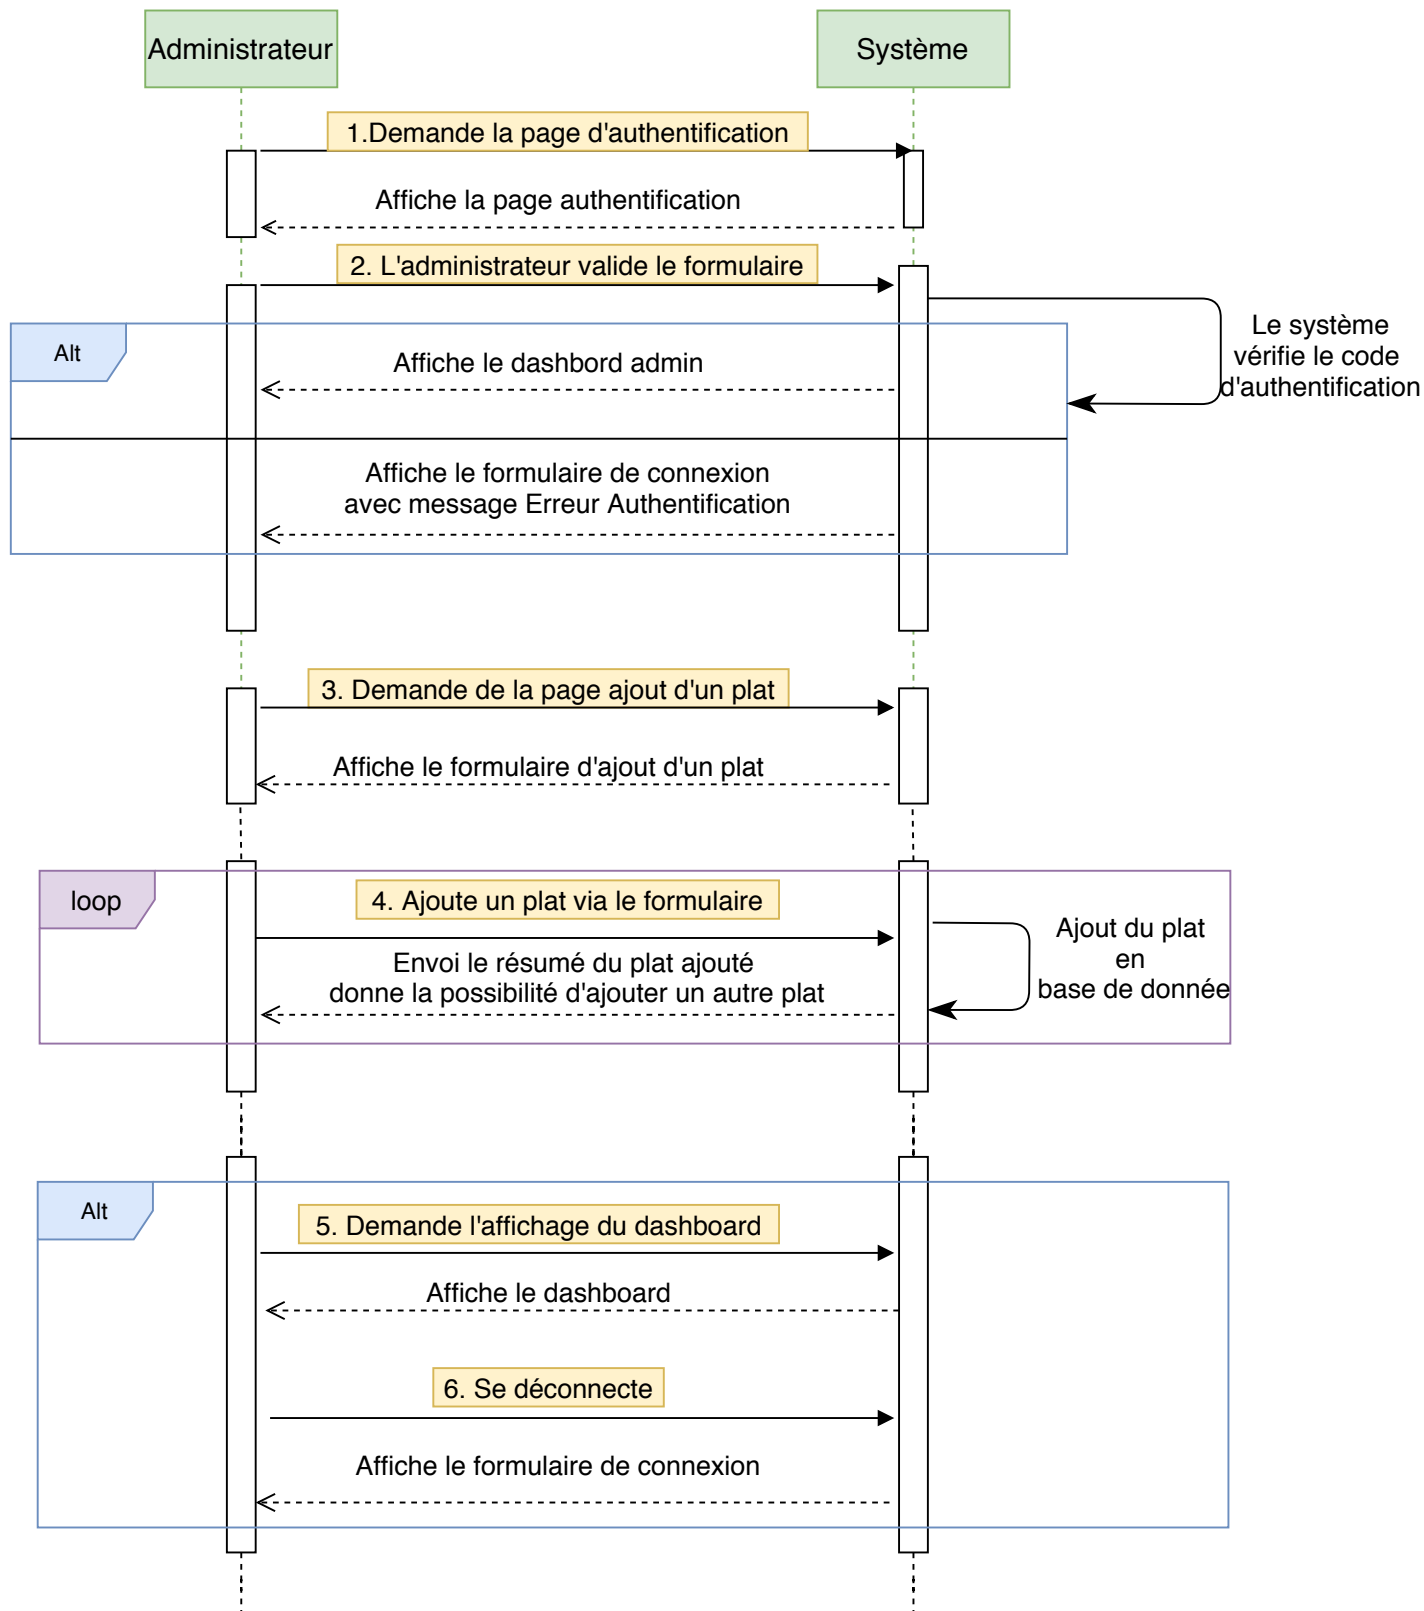 Administrateur
Système
1.Demande la page d'authentification
Affiche la page authentification
2. L'administrateur valide le formulaire
Le système
vérifie le code
d'authentification
Alt
Affiche le dashbord admin
Affiche le formulaire de connexion
avec message Erreur Authentification
3. Demande de la page ajout d'un plat
Affiche le formulaire d'ajout d'un plat
loop
4. Ajoute un plat via le formulaire
Ajout du plat
en
base de donnée
Envoi le résumé du plat ajouté
donne la possibilité d'ajouter un autre plat
Alt
5. Demande l'affichage du dashboard
Affiche le dashboard
6. Se déconnecte
Affiche le formulaire de connexion